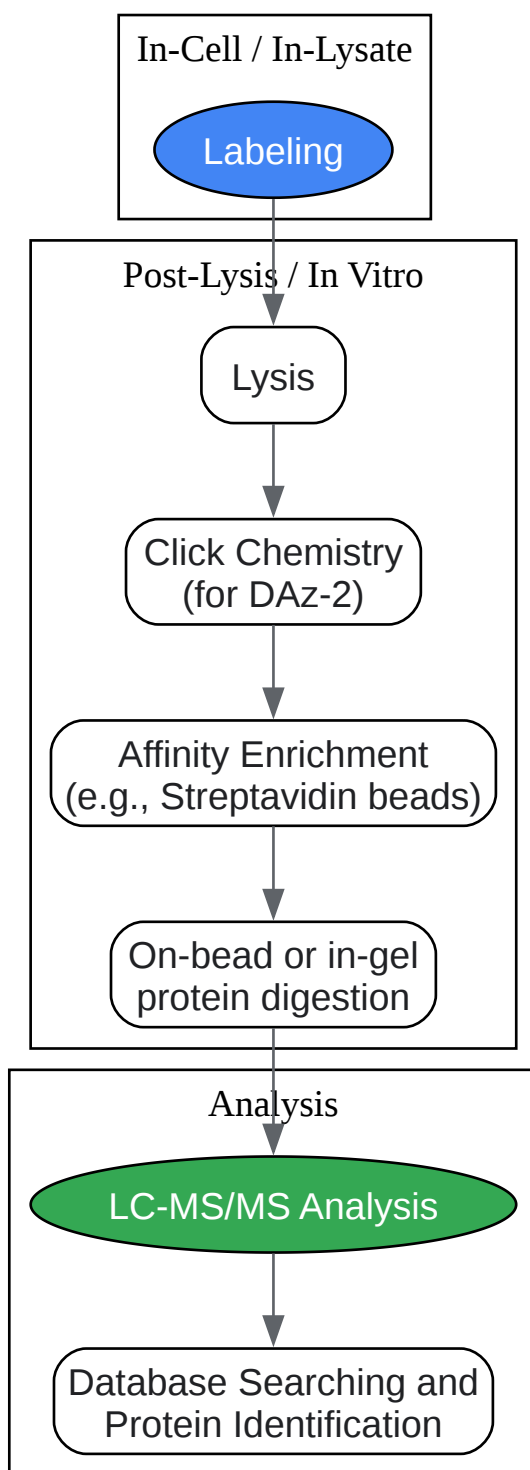 In-Cell / In-Lysate
Labeling
Post-Lysis / In Vitro
Lysis
Click Chemistry
(for DAz-2)
Affinity Enrichment
(e.g., Streptavidin beads)
On-bead or in-gel
protein digestion
Analysis
LC-MS/MS Analysis
Database Searching and
Protein Identification